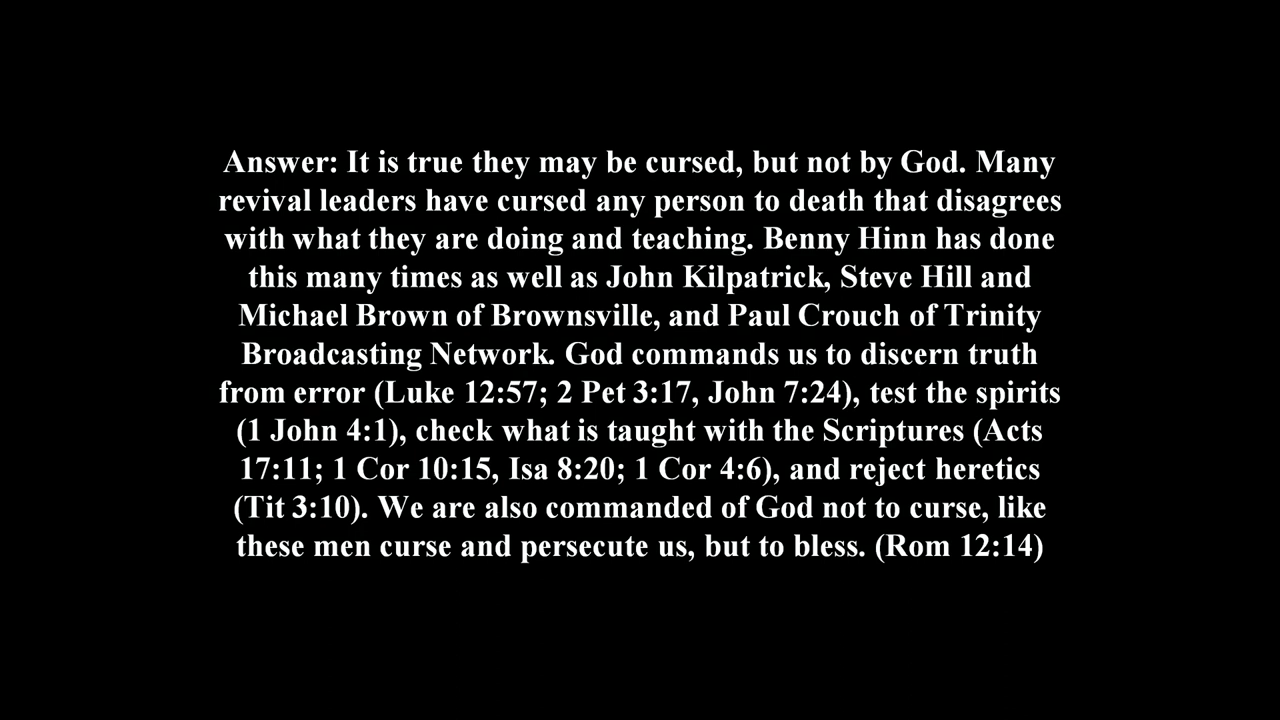 Answer: It is true they may be cursed, but not by God. Many
revival leaders have cursed any person to death that disagrees
with what they are doing and teaching. Benny Hinn has done
this many times as well as John Kilpatrick, Steve Hill and
Michael Brown of Brownsville, and Paul Crouch of Trinity
Broadcasting Network. God commands us to discern truth
from error (Luke 12:57; 2 Pet 3:17, John 7:24), test the spirits
(1 John 4:1), check what is taught with the Scriptures (Acts
17:11; 1 Cor 10:15, Isa 8:20; 1 Cor 4:6), and reject heretics
(Tit 3:10). We are also commanded of God not to curse, like
these men curse and persecute us, but to bless. (Rom 12:14)